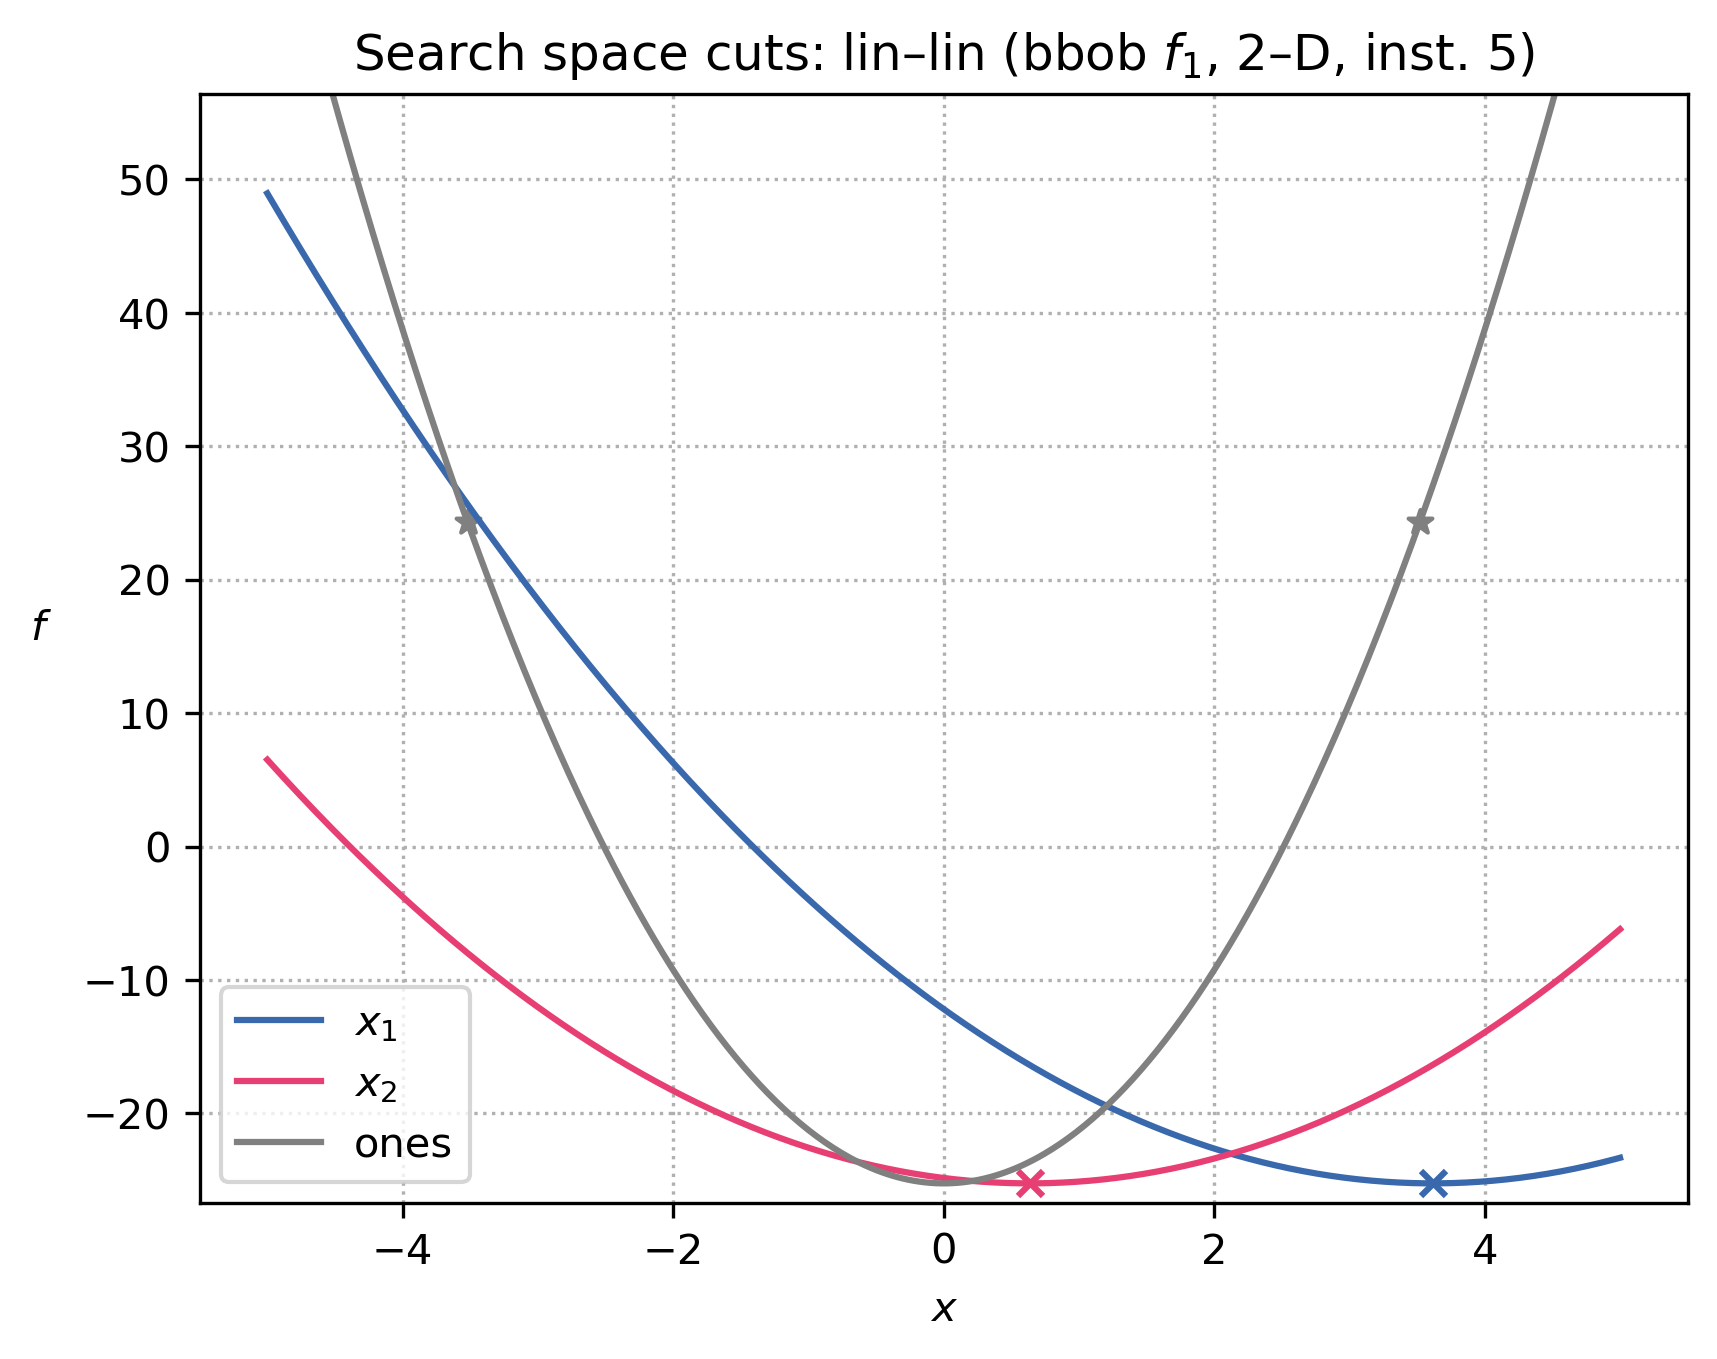 Search space cuts: lin–lin (bbob f₁, 2–D, inst. 5)
50
40
30
20
10
0
−10
−20
f
x₁
x₂
ones
−4 −2 0 2 4
x